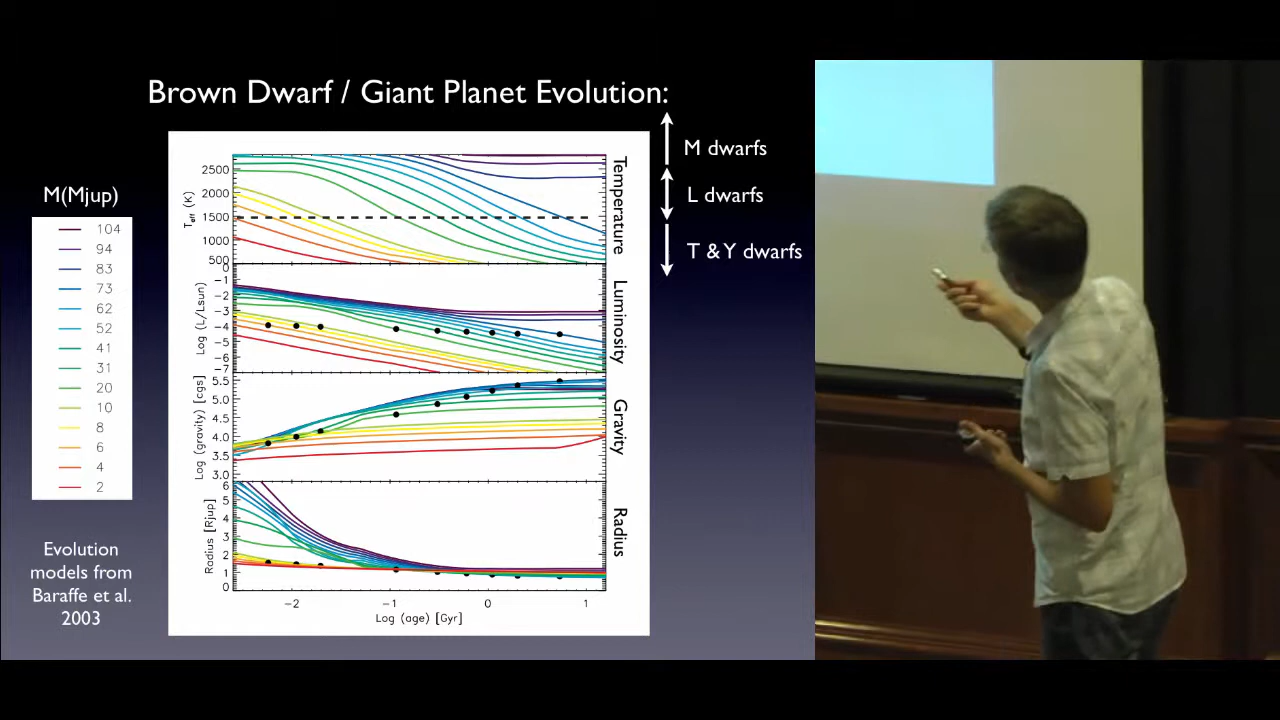 Brown Dwarf / Giant Planet Evolution:
M(Mjup)
104
94
83
73
62
52
41
31
20
10
8
6
4
2
Evolution
models from
Baraffe et al.
2003
T_eff (K)
2500
2000
1500
1000
500
0
Temperature
M dwarfs
L dwarfs
T & Y dwarfs
Log (L/Lsun)
−1
−2
−3
−4
−5
−6
−7
Luminosity
Log (gravity) [cgs]
5.5
5.0
4.5
4.0
3.5
3.0
Gravity
Radius [Rjup]
6
5
4
3
2
1
0
Radius
−2 −1 0 1
Log (age) [Gyr]